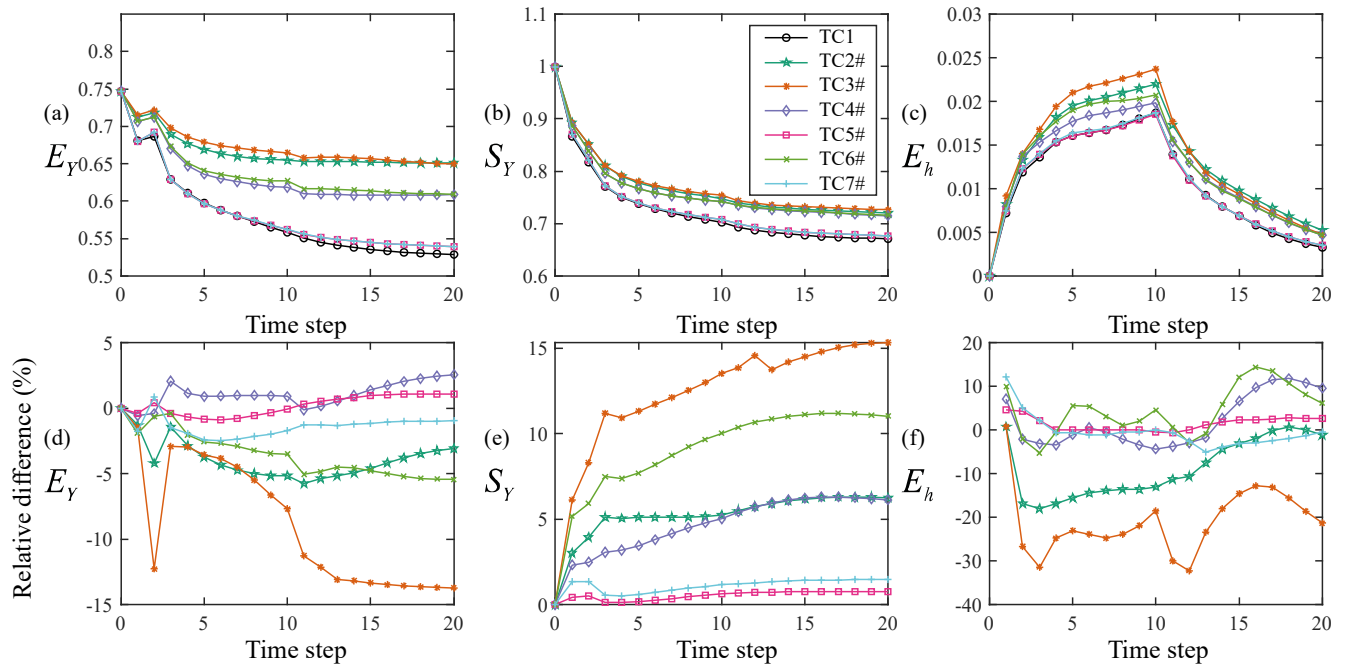 0.8
0.7
0.65
0.6
0.55
0.5
(a)
E_Y
0 5 10 15 20
Time step
1.1
1
0.9
0.8
0.7
0.6
(b)
S_Y
0 5 10 15 20
Time step
TC1
TC2#
TC3#
TC4#
TC5#
TC6#
TC7#
0.03
0.025
0.02
0.015
0.01
0.005
0
(c)
E_h
0 5 10 15 20
Time step
Relative difference (%)
5
0
-5
-10
-15
(d)
E_Y
0 5 10 15 20
Time step
15
10
5
0
(e)
S_Y
0 5 10 15 20
Time step
20
10
0
-10
-20
-30
-40
(f)
E_h
0 5 10 15 20
Time step